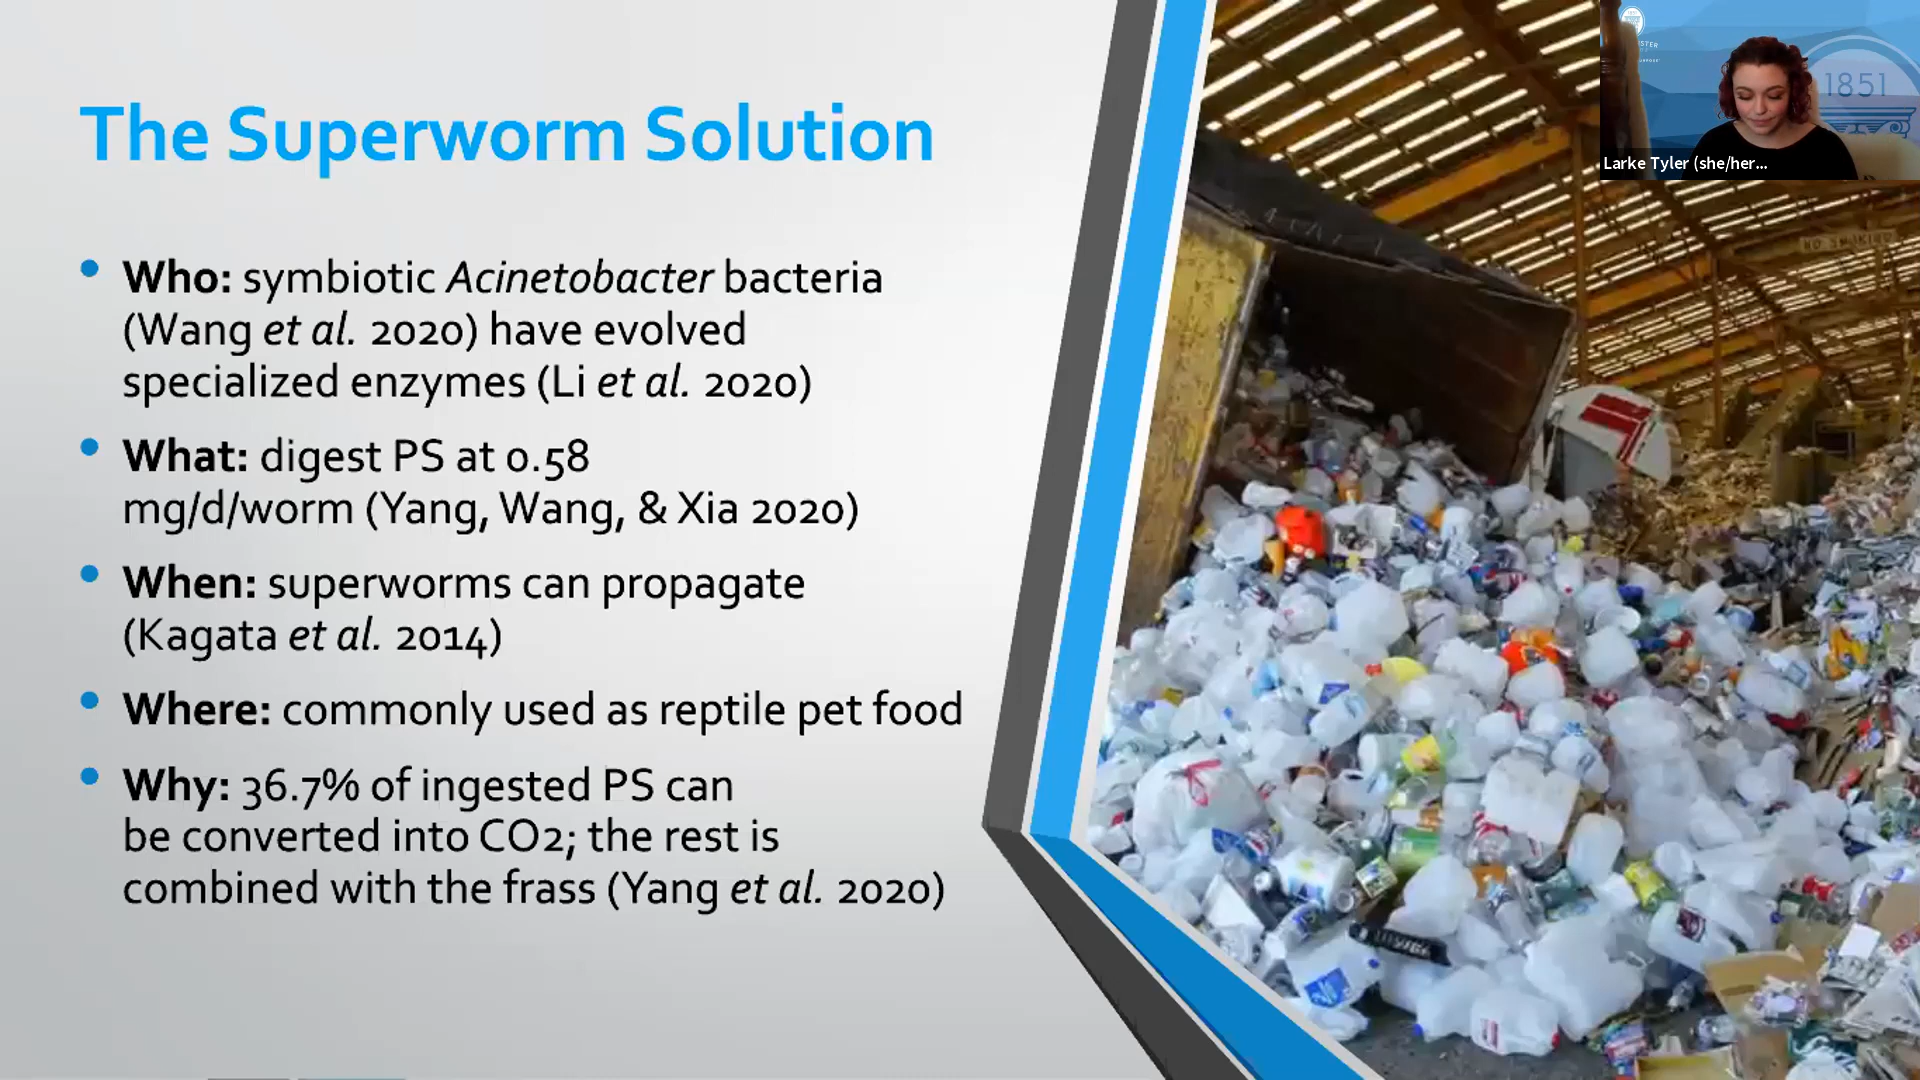 The Superworm Solution
• Who: symbiotic Acinetobacter bacteria
(Wang et al. 2020) have evolved
specialized enzymes (Li et al. 2020)
• What: digest PS at 0.58
mg/d/worm (Yang, Wang, & Xia 2020)
• When: superworms can propagate
(Kagata et al. 2014)
• Where: commonly used as reptile pet food
• Why: 36.7% of ingested PS can
be converted into CO2; the rest is
combined with the frass (Yang et al. 2020)
1851
Larke Tyler (she/her...
NO SMOKING